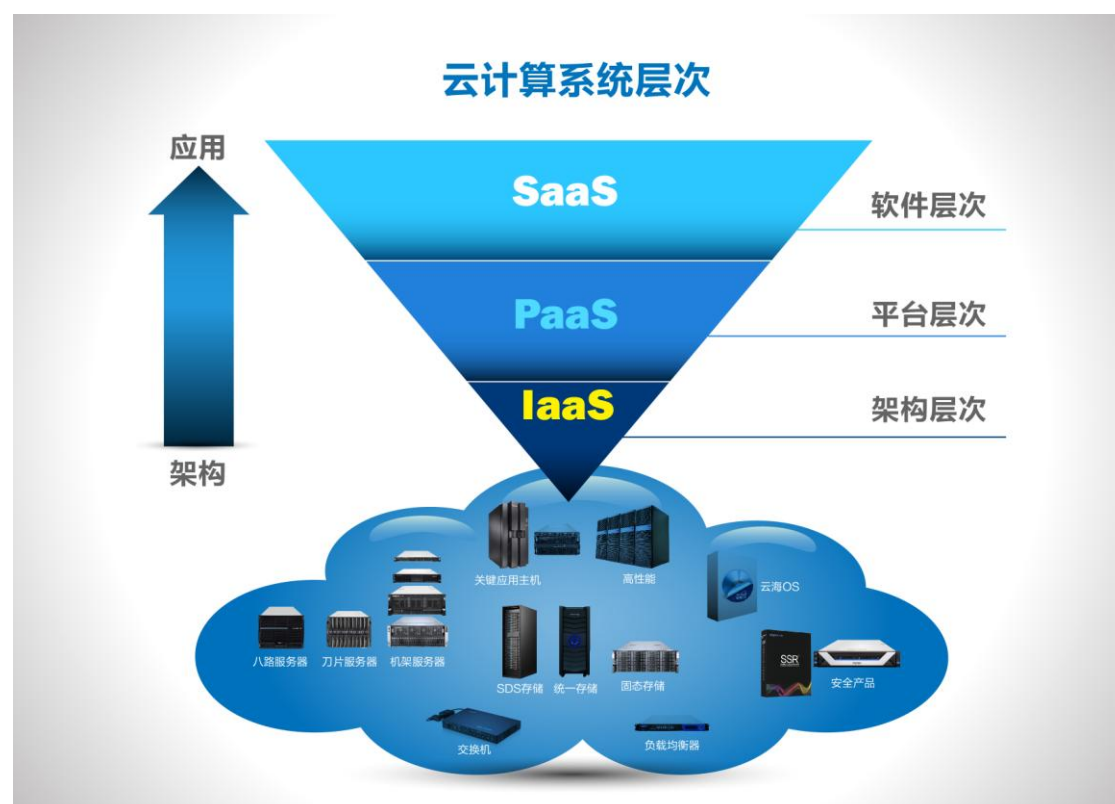 云计算系统层次
应用
SaaS
软件层次
PaaS
平台层次
IaaS
架构层次
架构
关键应用主机
高性能
云海OS
八路服务器
刀片服务器
机架服务器
SDS存储
统一存储
固态存储
SSR
安全产品
交换机
负载均衡器